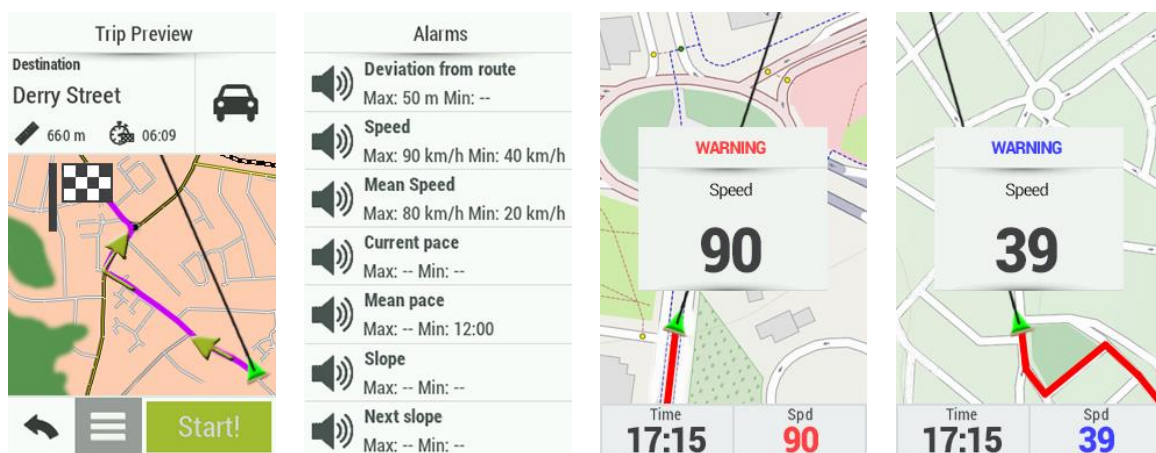 Trip Preview
Destination
Derry Street
660 m 06:09
Start!
Alarms
Deviation from route
Max: 50 m Min: --
Speed
Max: 90 km/h Min: 40 km/h
Mean Speed
Max: 80 km/h Min: 20 km/h
Current pace
Max: -- Min: --
Mean pace
Max: -- Min: 12:00
Slope
Max: -- Min: --
Next slope
Max: -- Min: --
WARNING
Speed
90
Time Spd
17:15 90
WARNING
Speed
39
Time Spd
17:15 39